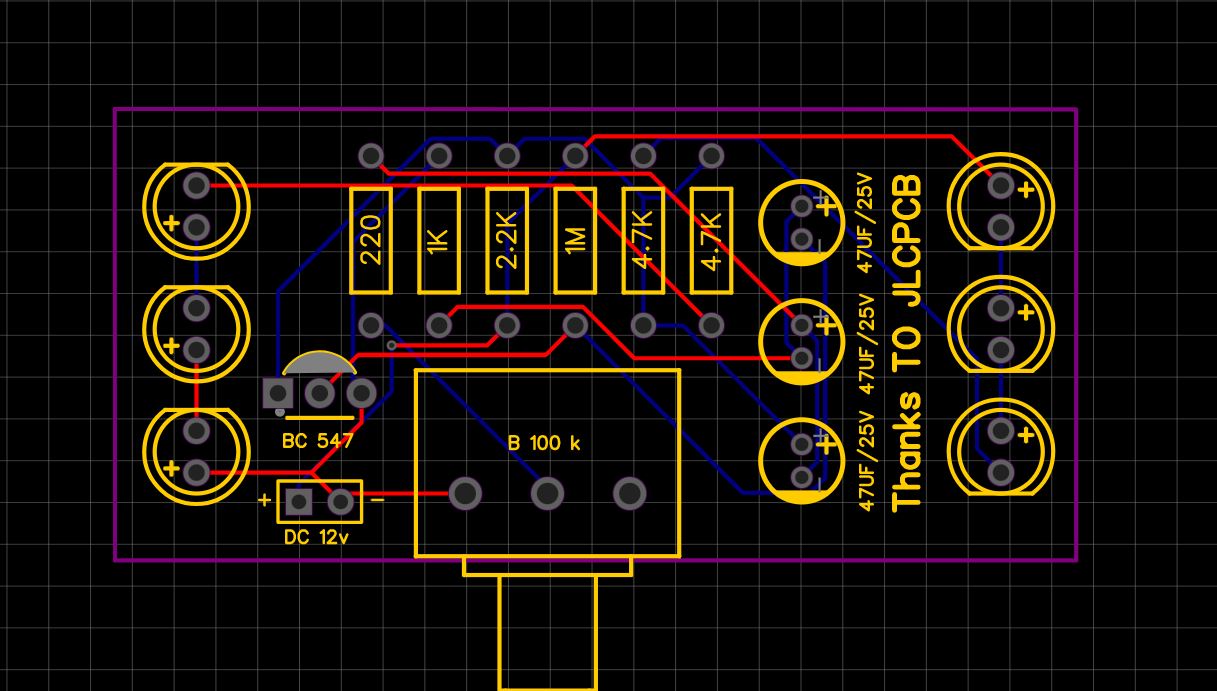 220
1K
2.2K
1M
4.7K
4.7K
47UF/25V
47UF/25V
47UF/25V
Thanks TO JLCPCB
BC 547
B 100 k
+ −
DC 12v